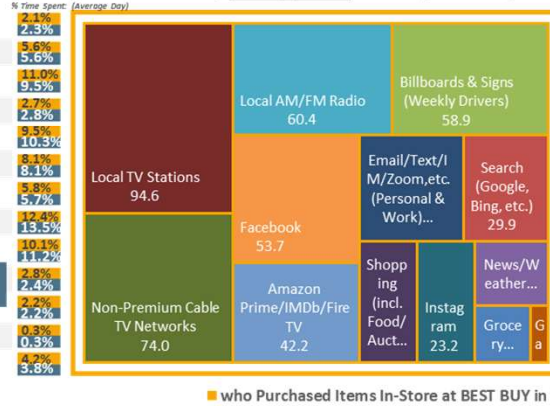 % Time Spent: (Average Day)
2.1%
2.3%
5.6%
5.6%
11.0%
9.5%
2.7%
2.8%
9.5%
10.3%
8.1%
8.1%
5.8%
5.7%
12.4%
13.5%
10.1%
11.2%
2.8%
2.4%
2.2%
2.2%
0.3%
0.3%
4.2%
3.8%
Local TV Stations
94.6
Non-Premium Cable
TV Networks
74.0
Local AM/FM Radio
60.4
Billboards & Signs
(Weekly Drivers)
58.9
Facebook
53.7
Amazon
Prime/IMDb/Fire
TV
42.2
Email/Text/I
M/Zoom,etc.
(Personal &
Work)...
Search
(Google,
Bing, etc.)
29.9
Shopp
ing
(incl.
Food/
Auct...
Instag
ram
23.2
News/W
eather...
Groce
ry...
G
a
who Purchased Items In-Store at BEST BUY in